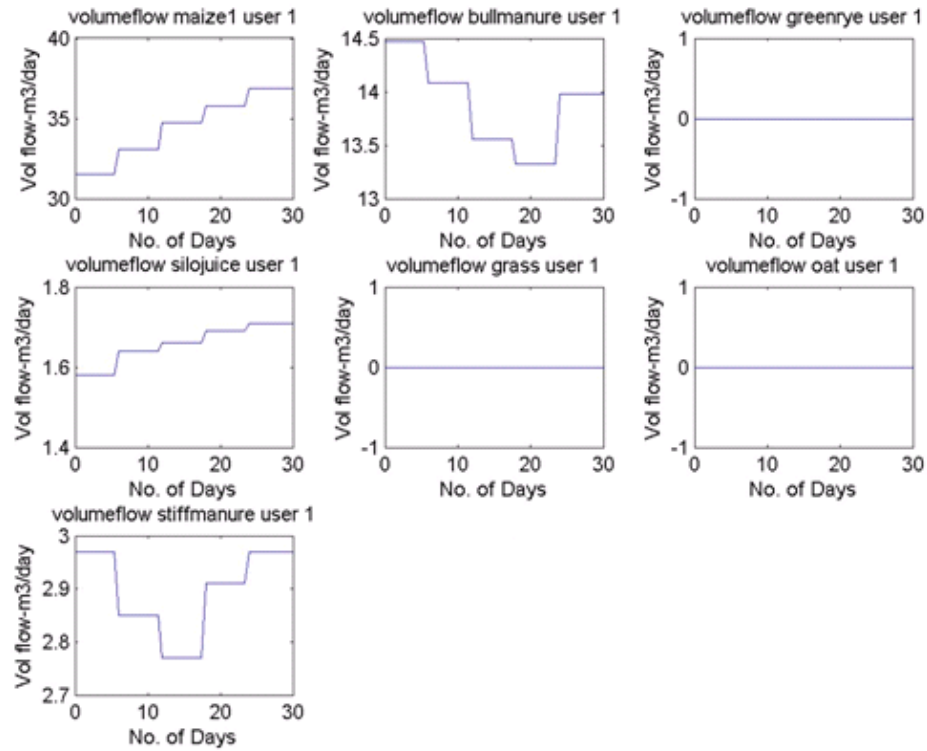 volumeflow maize1 user 1
40
35
30
Vol flow-m3/day
0 10 20 30
No. of Days
volumeflow bullmanure user 1
14.5
14
13.5
13
Vol flow-m3/day
0 10 20 30
No. of Days
volumeflow greenrye user 1
1
0
-1
Vol flow-m3/day
0 10 20 30
No. of Days
volumeflow silojuice user 1
1.8
1.6
1.4
Vol flow-m3/day
0 10 20 30
No. of Days
volumeflow grass user 1
1
0
-1
Vol flow-m3/day
0 10 20 30
No. of Days
volumeflow oat user 1
1
0
-1
Vol flow-m3/day
0 10 20 30
No. of Days
volumeflow stiffmanure user 1
3
2.9
2.8
2.7
Vol flow-m3/day
0 10 20 30
No. of Days